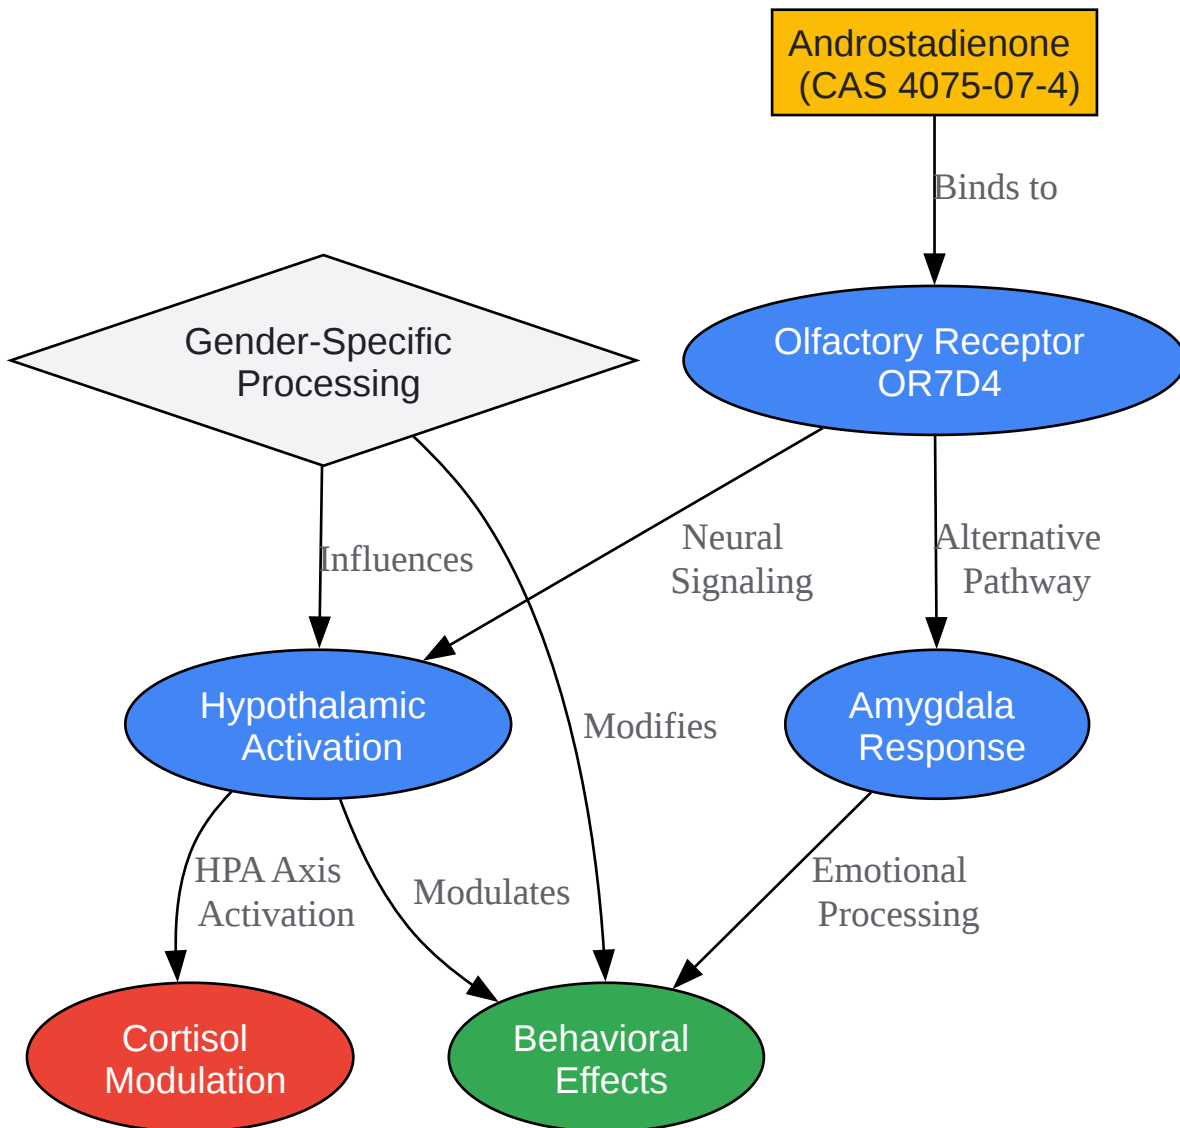 Androstadienone
(CAS 4075-07-4)
Binds to
Gender-Specific
Processing
Olfactory Receptor
OR7D4
Influences
Neural
Signaling
Alternative
Pathway
Hypothalamic
Activation
Modifies
Amygdala
Response
HPA Axis
Activation
Modulates
Emotional
Processing
Cortisol
Modulation
Behavioral
Effects